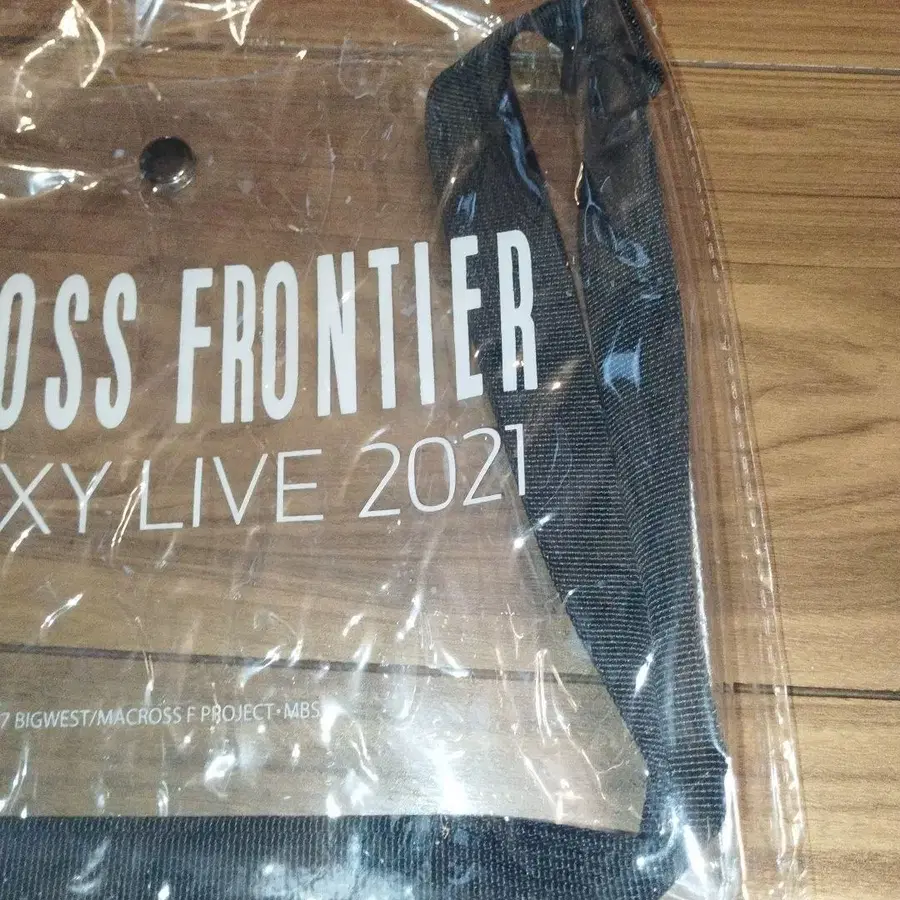 OSS FRONTIER
XY LIVE 2021
7 BIGWEST/MACROSS F PROJECT・MBS